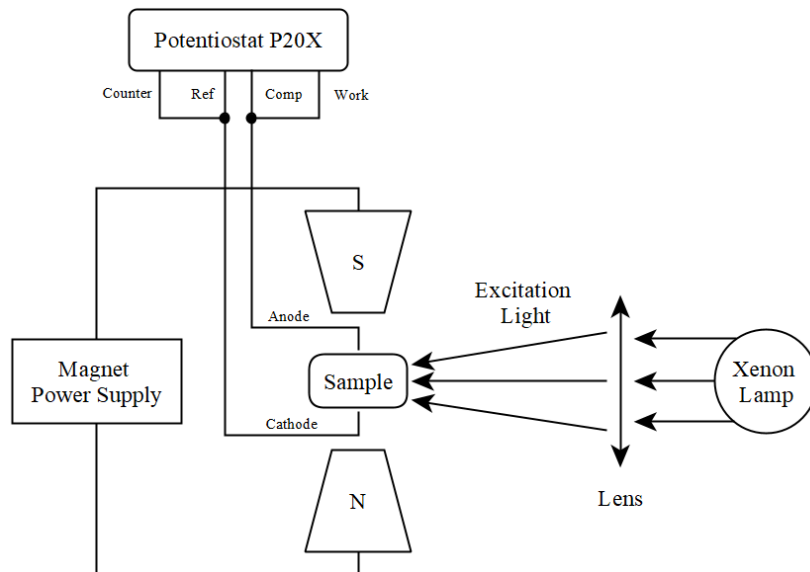 Potentiostat P20X
Counter
Ref
Comp
Work
S
Excitation
Light
Anode
Magnet
Power Supply
Sample
Xenon
Lamp
Cathode
N
Lens